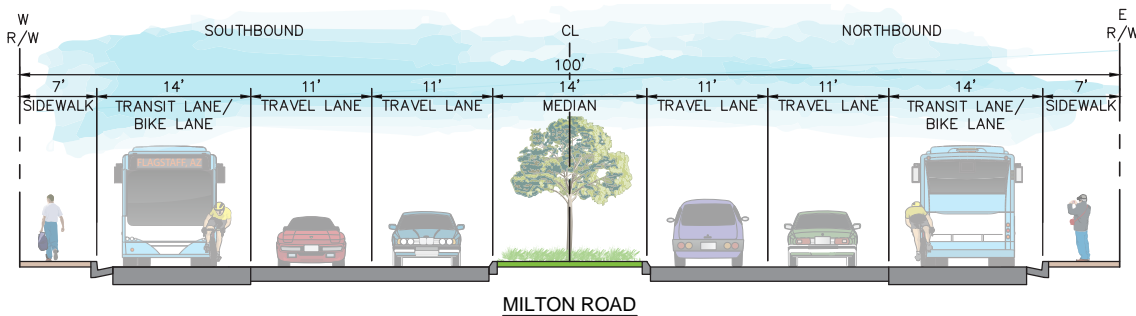 W
R/W
SOUTHBOUND
CL
NORTHBOUND
E
R/W
100'
7' 14' 11' 11' 14' 11' 11' 14' 7'
SIDEWALK TRANSIT LANE/ TRAVEL LANE TRAVEL LANE MEDIAN TRAVEL LANE TRAVEL LANE TRANSIT LANE/ SIDEWALK
BIKE LANE BIKE LANE
FLAGSTAFF, AZ
MILTON ROAD